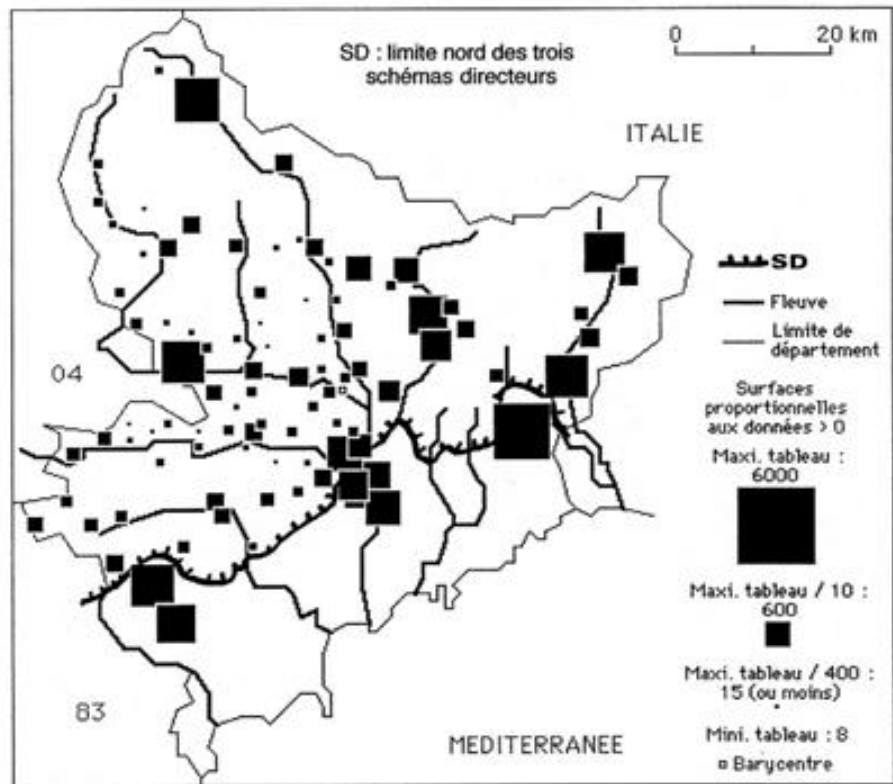 SD : limite nord des trois
schémas directeurs
0 20 km
ITALIE
SD
Fleuve
Limite de
département
04
Surfaces
proportionnelles
aux données > 0
Maxi. tableau :
6000
Maxi. tableau / 10 :
600
Maxi. tableau / 400 :
15 (ou moins)
Mini. tableau : 8
Barycentre
83
MEDITERRANEE